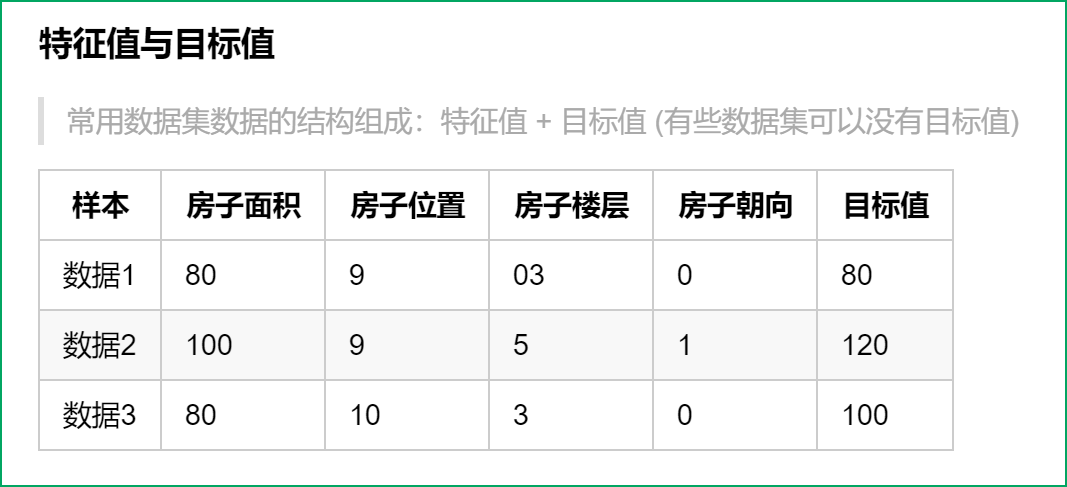 特征值与目标值
常用数据集数据的结构组成：特征值 + 目标值 (有些数据集可以没有目标值)
样本 房子面积 房子位置 房子楼层 房子朝向 目标值
数据1 80 9 03 0 80
数据2 100 9 5 1 120
数据3 80 10 3 0 100